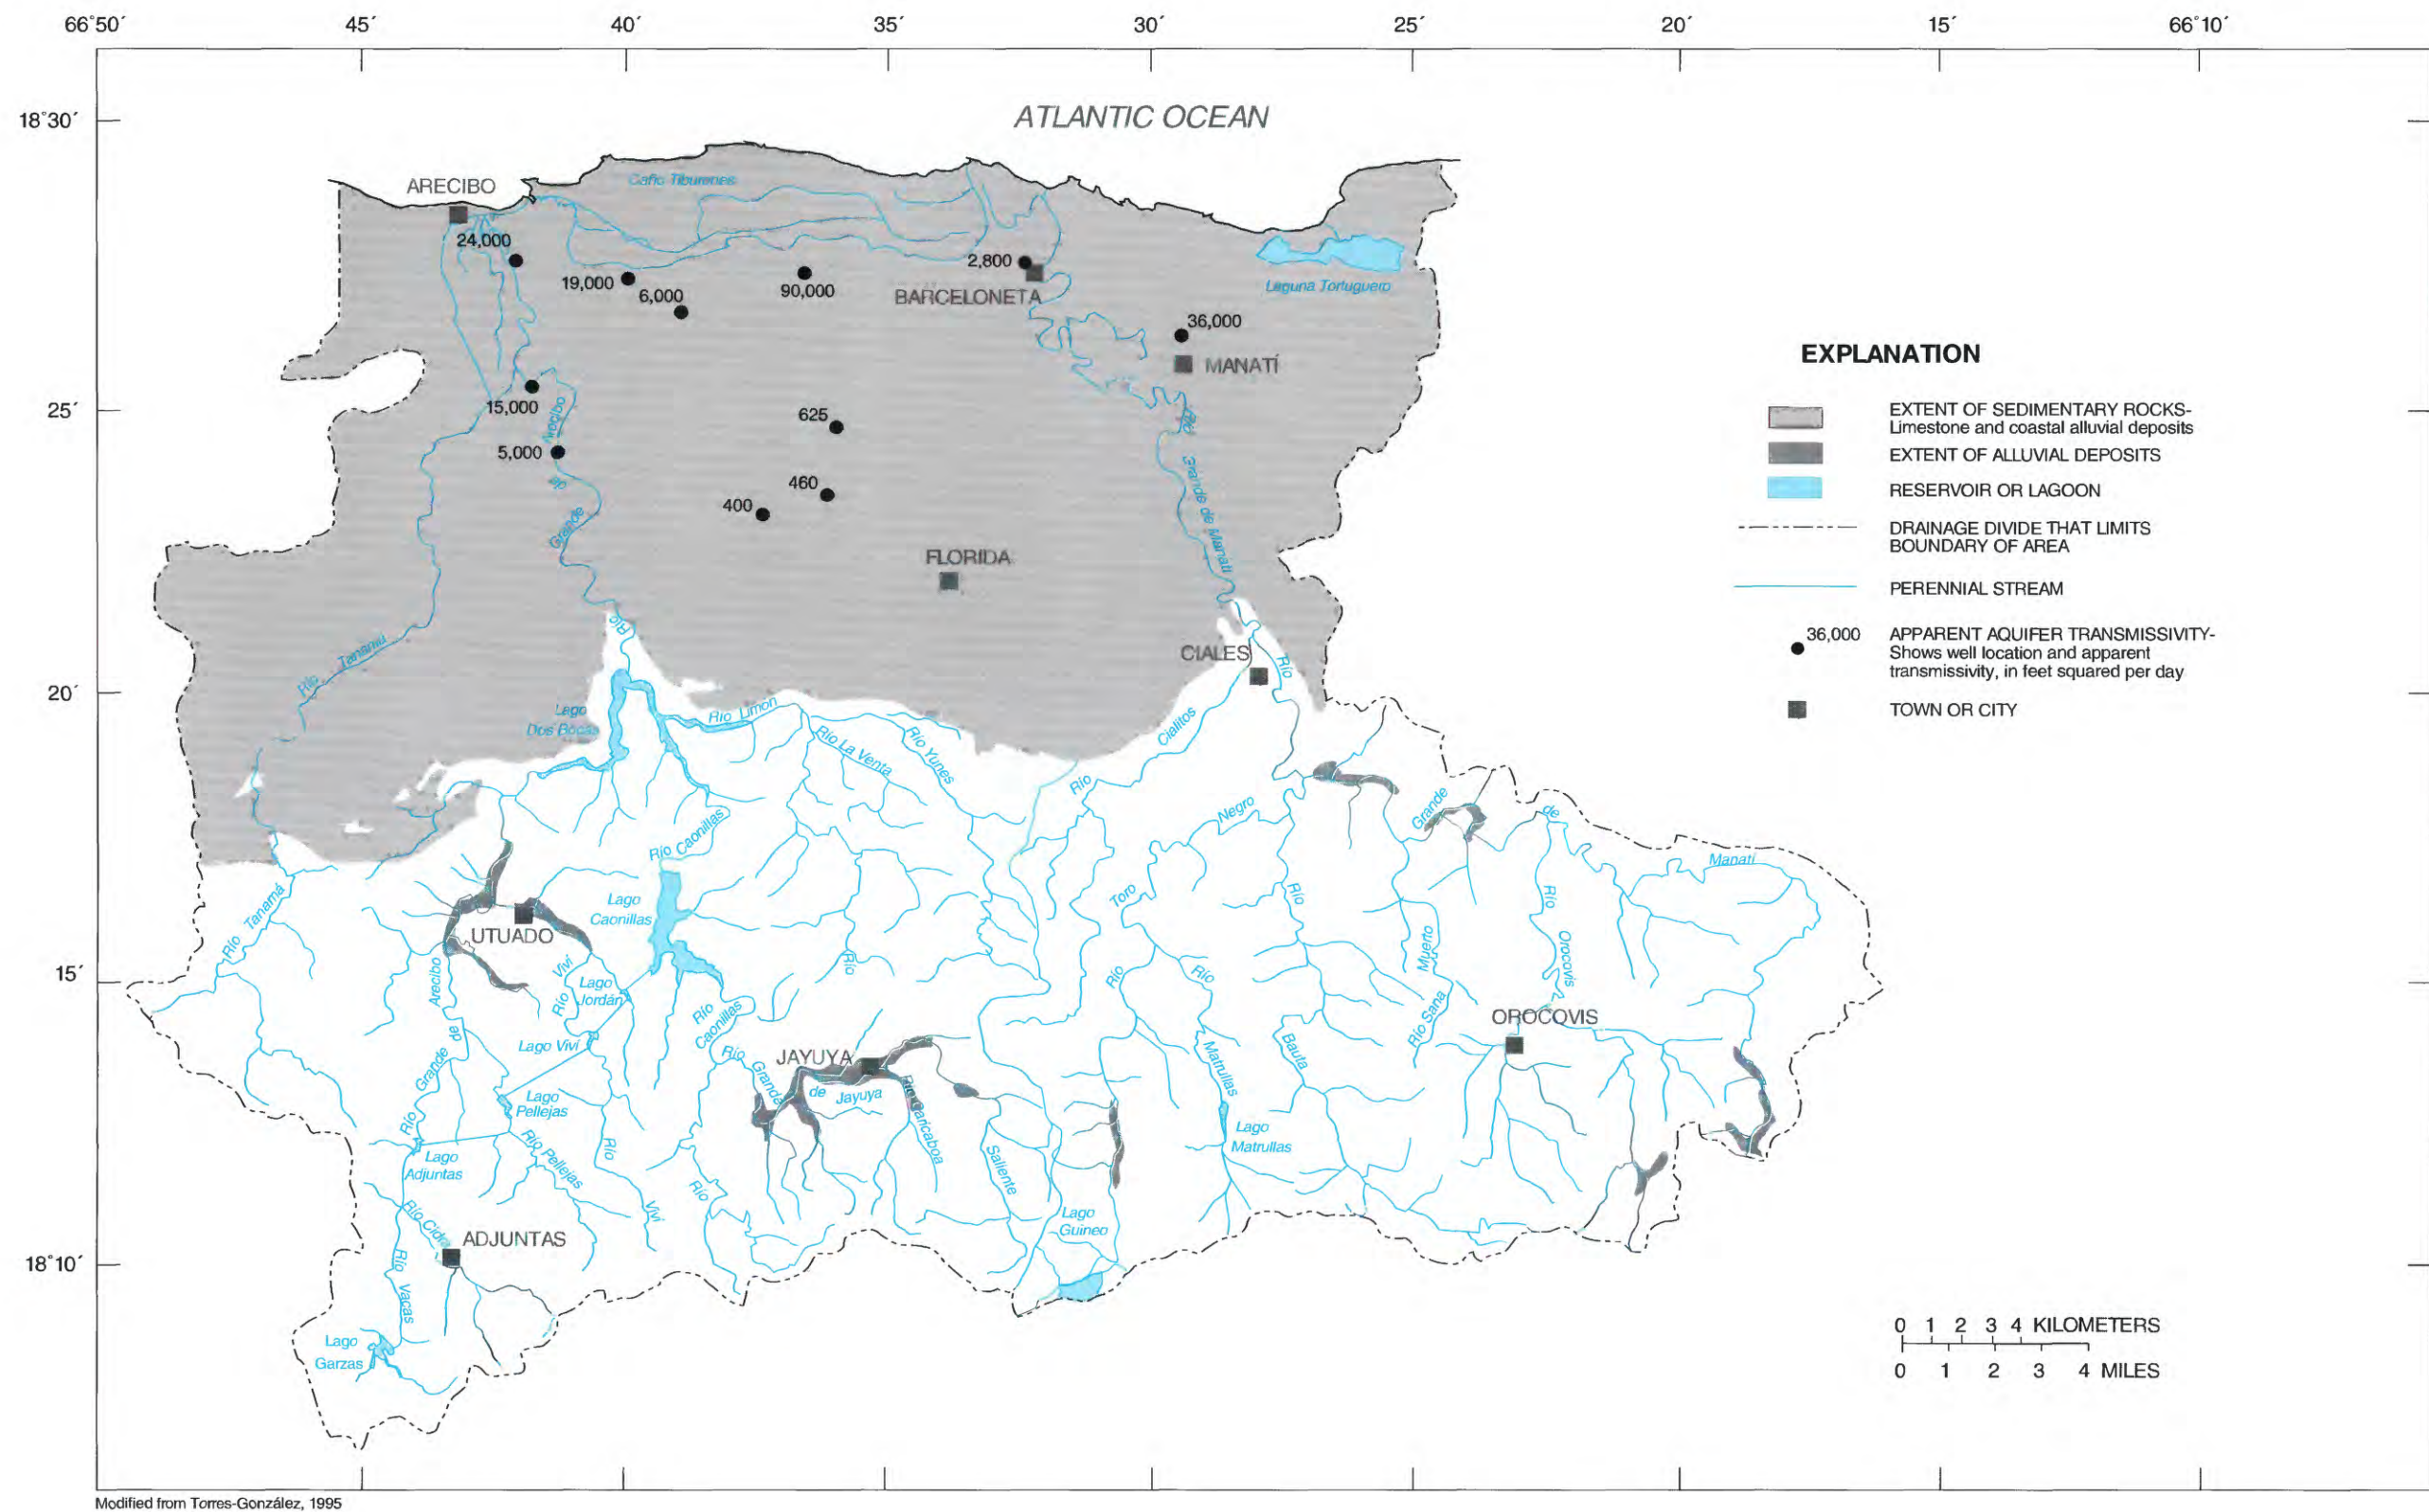 66°50′ 45′ 40′ 35′ 30′ 25′ 20′ 15′ 66°10′
18°30′
25′
20′
15′
18°10′
ATLANTIC OCEAN
ARECIBO
Caño Tiburones
24,000
19,000
6,000
90,000
2,800
BARCELONETA
Laguna Tortuguero
36,000
MANATÍ
15,000
Arecibo
5,000
de
Grande
Río
625
460
400
FLORIDA
Río
Grande de Manatí
CIALES
Río
Río Tanamá
Lago
Dos Bocas
Río Limón
Río La Venta
Río Yunes
Río
Cialitos
Río Caonillas
Negro
Grande
de
Manatí
Río Tanamá
UTUADO
Lago
Caonillas
Toro
Río
Río
Orocovis
Muerto
Río Sana
Viví
Río
Lago
Jordán
Río
Río
Río
Arecibo
de
Grande
Río
Lago Viví
Río
Caonillas
OROCOVIS
JAYUYA
Río
Grande
de Jayuya
Río Caricaboa
Matrullas
Bauta
Lago
Pellejas
Lago
Adjuntas
Río Pellejas
Río
Viví
Río
Saliente
Lago
Matrullas
Lago
Guineo
Río Cidra
ADJUNTAS
Río
Vacas
Lago
Garzas
EXPLANATION
EXTENT OF SEDIMENTARY ROCKS-
Limestone and coastal alluvial deposits
EXTENT OF ALLUVIAL DEPOSITS
RESERVOIR OR LAGOON
DRAINAGE DIVIDE THAT LIMITS
BOUNDARY OF AREA
PERENNIAL STREAM
36,000
APPARENT AQUIFER TRANSMISSIVITY-
Shows well location and apparent
transmissivity, in feet squared per day
TOWN OR CITY
0 1 2 3 4 KILOMETERS
0 1 2 3 4 MILES
Modified from Torres-González, 1995